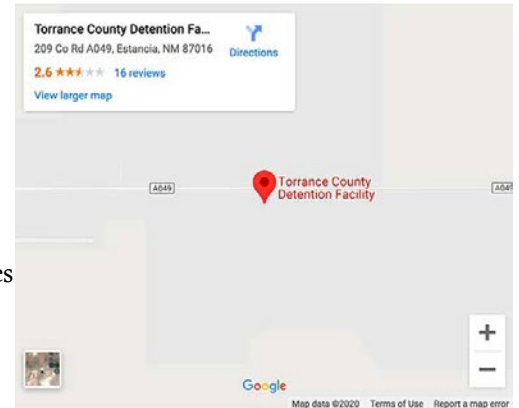 Torrance County Detention Fa...
209 Co Rd A049, Estancia, NM 87016
Directions
2.6 16 reviews
View larger map
A049
Torrance County
Detention Facility
A049
es
+
−
Google
Map data ©2020 Terms of Use Report a map error